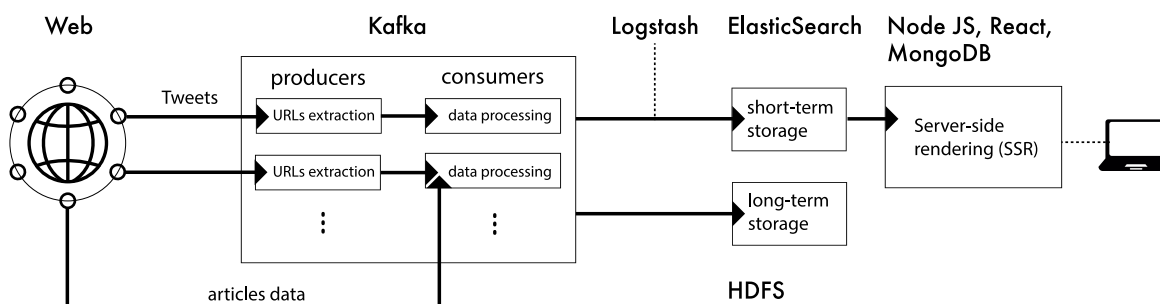 Web
Kafka
Logstash
ElasticSearch
Node JS, React,
MongoDB
producers
consumers
Tweets
URLs extraction
data processing
short-term
storage
Server-side
rendering (SSR)
URLs extraction
data processing
long-term
storage
articles data
HDFS